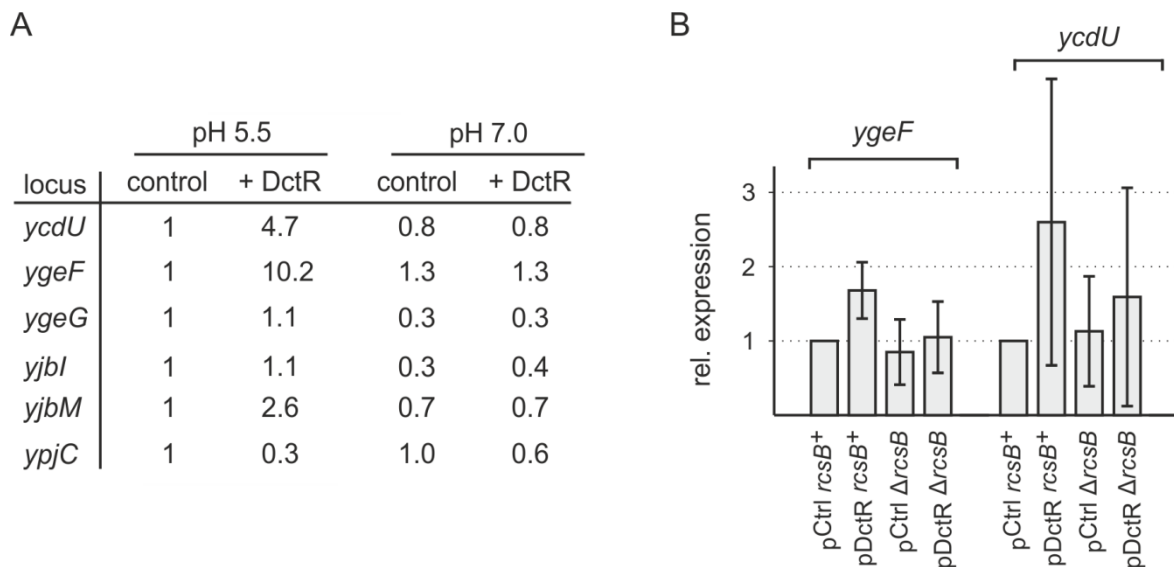 A
pH 5.5 pH 7.0
locus control + DctR control + DctR
ycdU 1 4.7 0.8 0.8
ygeF 1 10.2 1.3 1.3
ygeG 1 1.1 0.3 0.3
yjbI 1 1.1 0.3 0.4
yjbM 1 2.6 0.7 0.7
ypjC 1 0.3 1.0 0.6
B
ycdU
ygeF
rel. expression
3
2
1
pCtrl rcsB+
pDctR rcsB+
pCtrl ΔrcsB
pDctR ΔrcsB
pCtrl rcsB+
pDctR rcsB+
pCtrl ΔrcsB
pDctR ΔrcsB